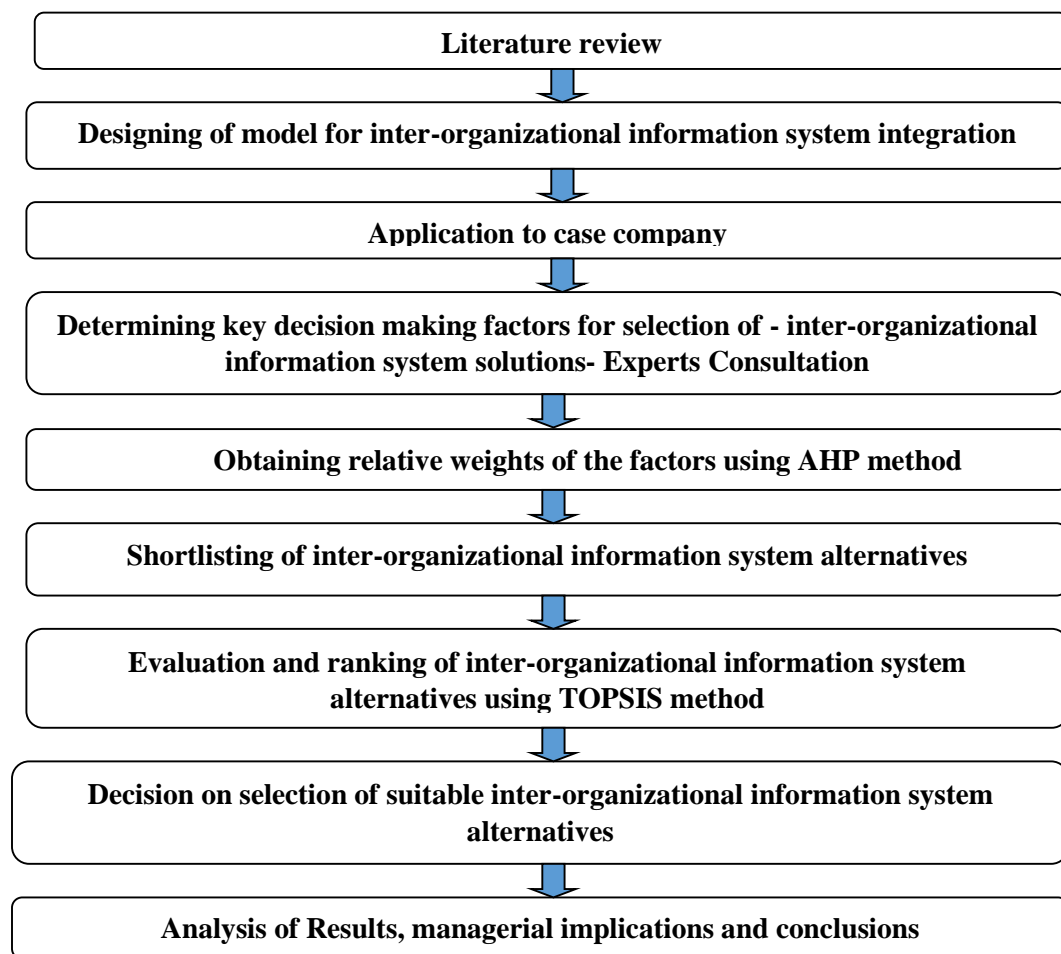 Literature review
Designing of model for inter-organizational information system integration
Application to case company
Determining key decision making factors for selection of - inter-organizational
information system solutions- Experts Consultation
Obtaining relative weights of the factors using AHP method
Shortlisting of inter-organizational information system alternatives
Evaluation and ranking of inter-organizational information system
alternatives using TOPSIS method
Decision on selection of suitable inter-organizational information system
alternatives
Analysis of Results, managerial implications and conclusions